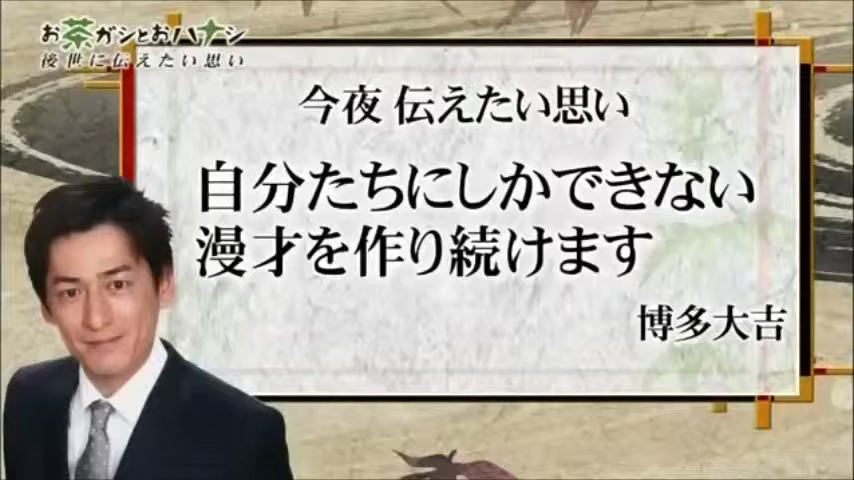 お茶ガシとおハナシ
後世に伝えたい思い
今夜 伝えたい思い
自分たちにしかできない
漫才を作り続けます
博多大吉